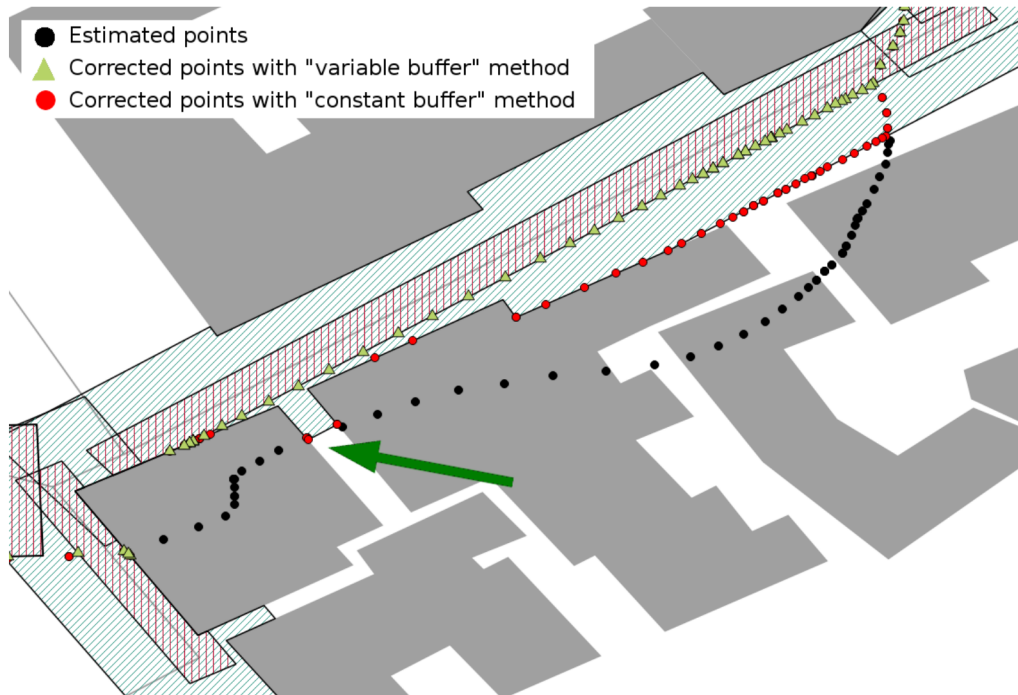 Estimated points
Corrected points with "variable buffer" method
Corrected points with "constant buffer" method